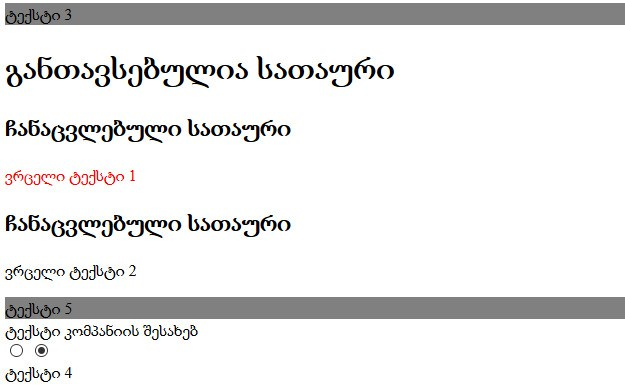 ტექსტი 3
განთავსებულია სათაური
ჩანაცვლებული სათაური
ვრცელი ტექსტი 1
ჩანაცვლებული სათაური
ვრცელი ტექსტი 2
ტექსტი 5
ტექსტი კომპანიის შესახებ
ტექსტი 4